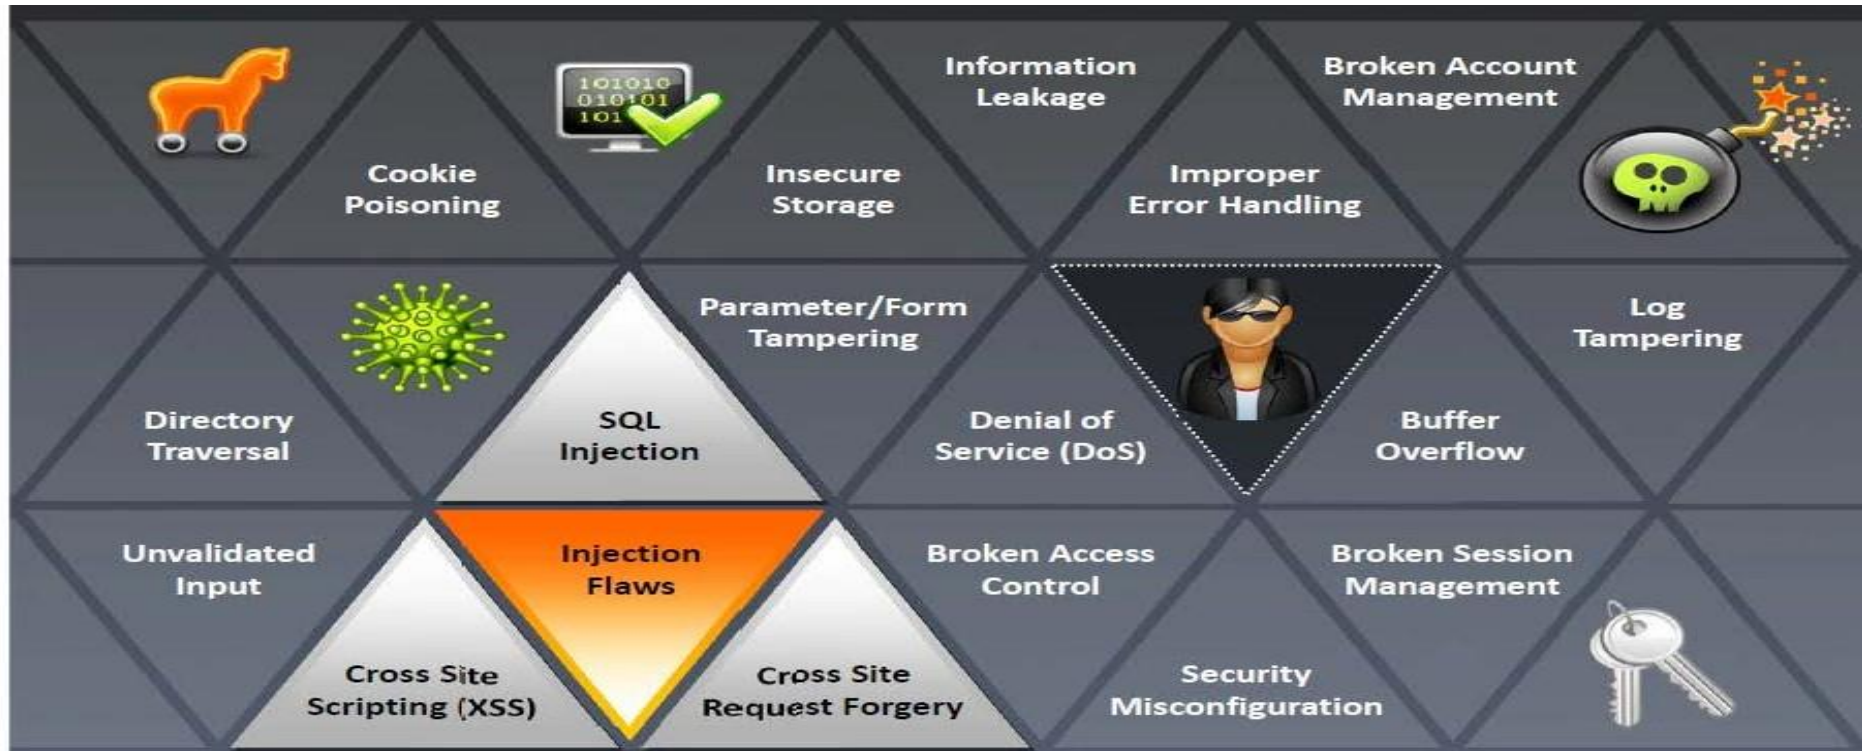 101010
010101
101
Information
Leakage
Broken Account
Management
Cookie
Poisoning
Insecure
Storage
Improper
Error Handling
Parameter/Form
Tampering
Log
Tampering
Directory
Traversal
SQL
Injection
Denial of
Service (DoS)
Buffer
Overflow
Unvalidated
Input
Injection
Flaws
Broken Access
Control
Broken Session
Management
Cross Site
Scripting (XSS)
Cross Site
Request Forgery
Security
Misconfiguration